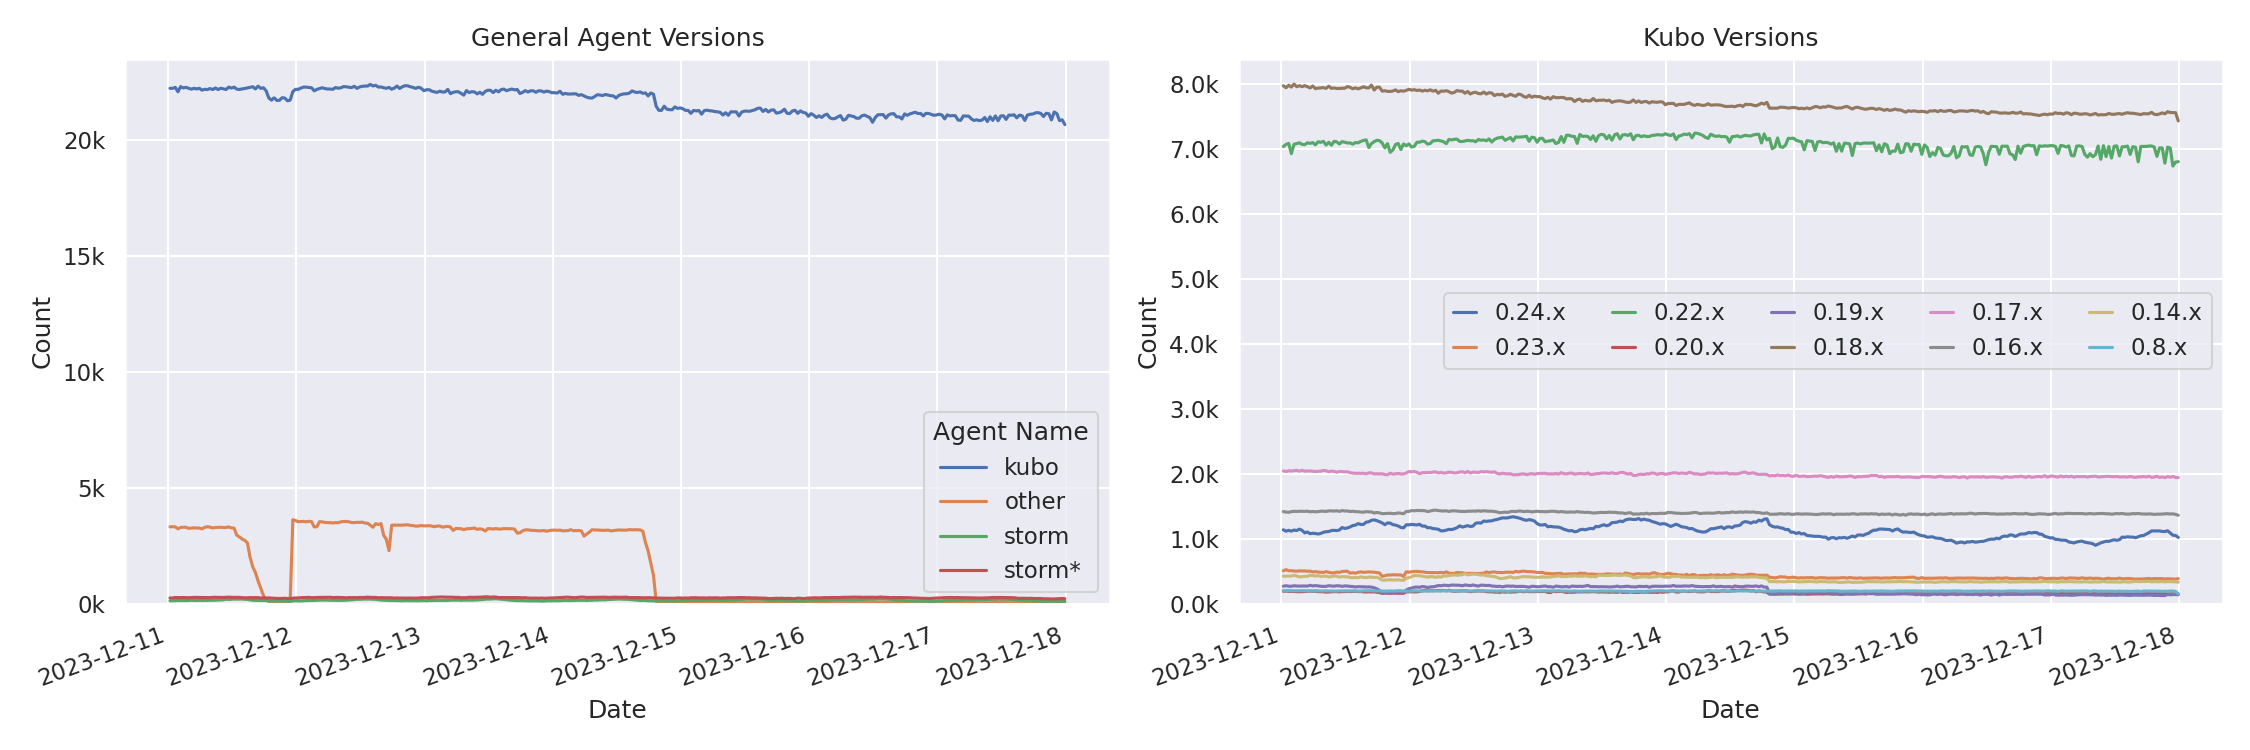 General Agent Versions
20k
15k
10k
5k
0k
Count
Agent Name
kubo
other
storm
storm*
2023-12-11
2023-12-12
2023-12-13
2023-12-14
2023-12-15
2023-12-16
2023-12-17
2023-12-18
Date
Kubo Versions
8.0k
7.0k
6.0k
5.0k
4.0k
3.0k
2.0k
1.0k
0.0k
Count
0.24.x 0.22.x 0.19.x 0.17.x 0.14.x
0.23.x 0.20.x 0.18.x 0.16.x 0.8.x
2023-12-11
2023-12-12
2023-12-13
2023-12-14
2023-12-15
2023-12-16
2023-12-17
2023-12-18
Date